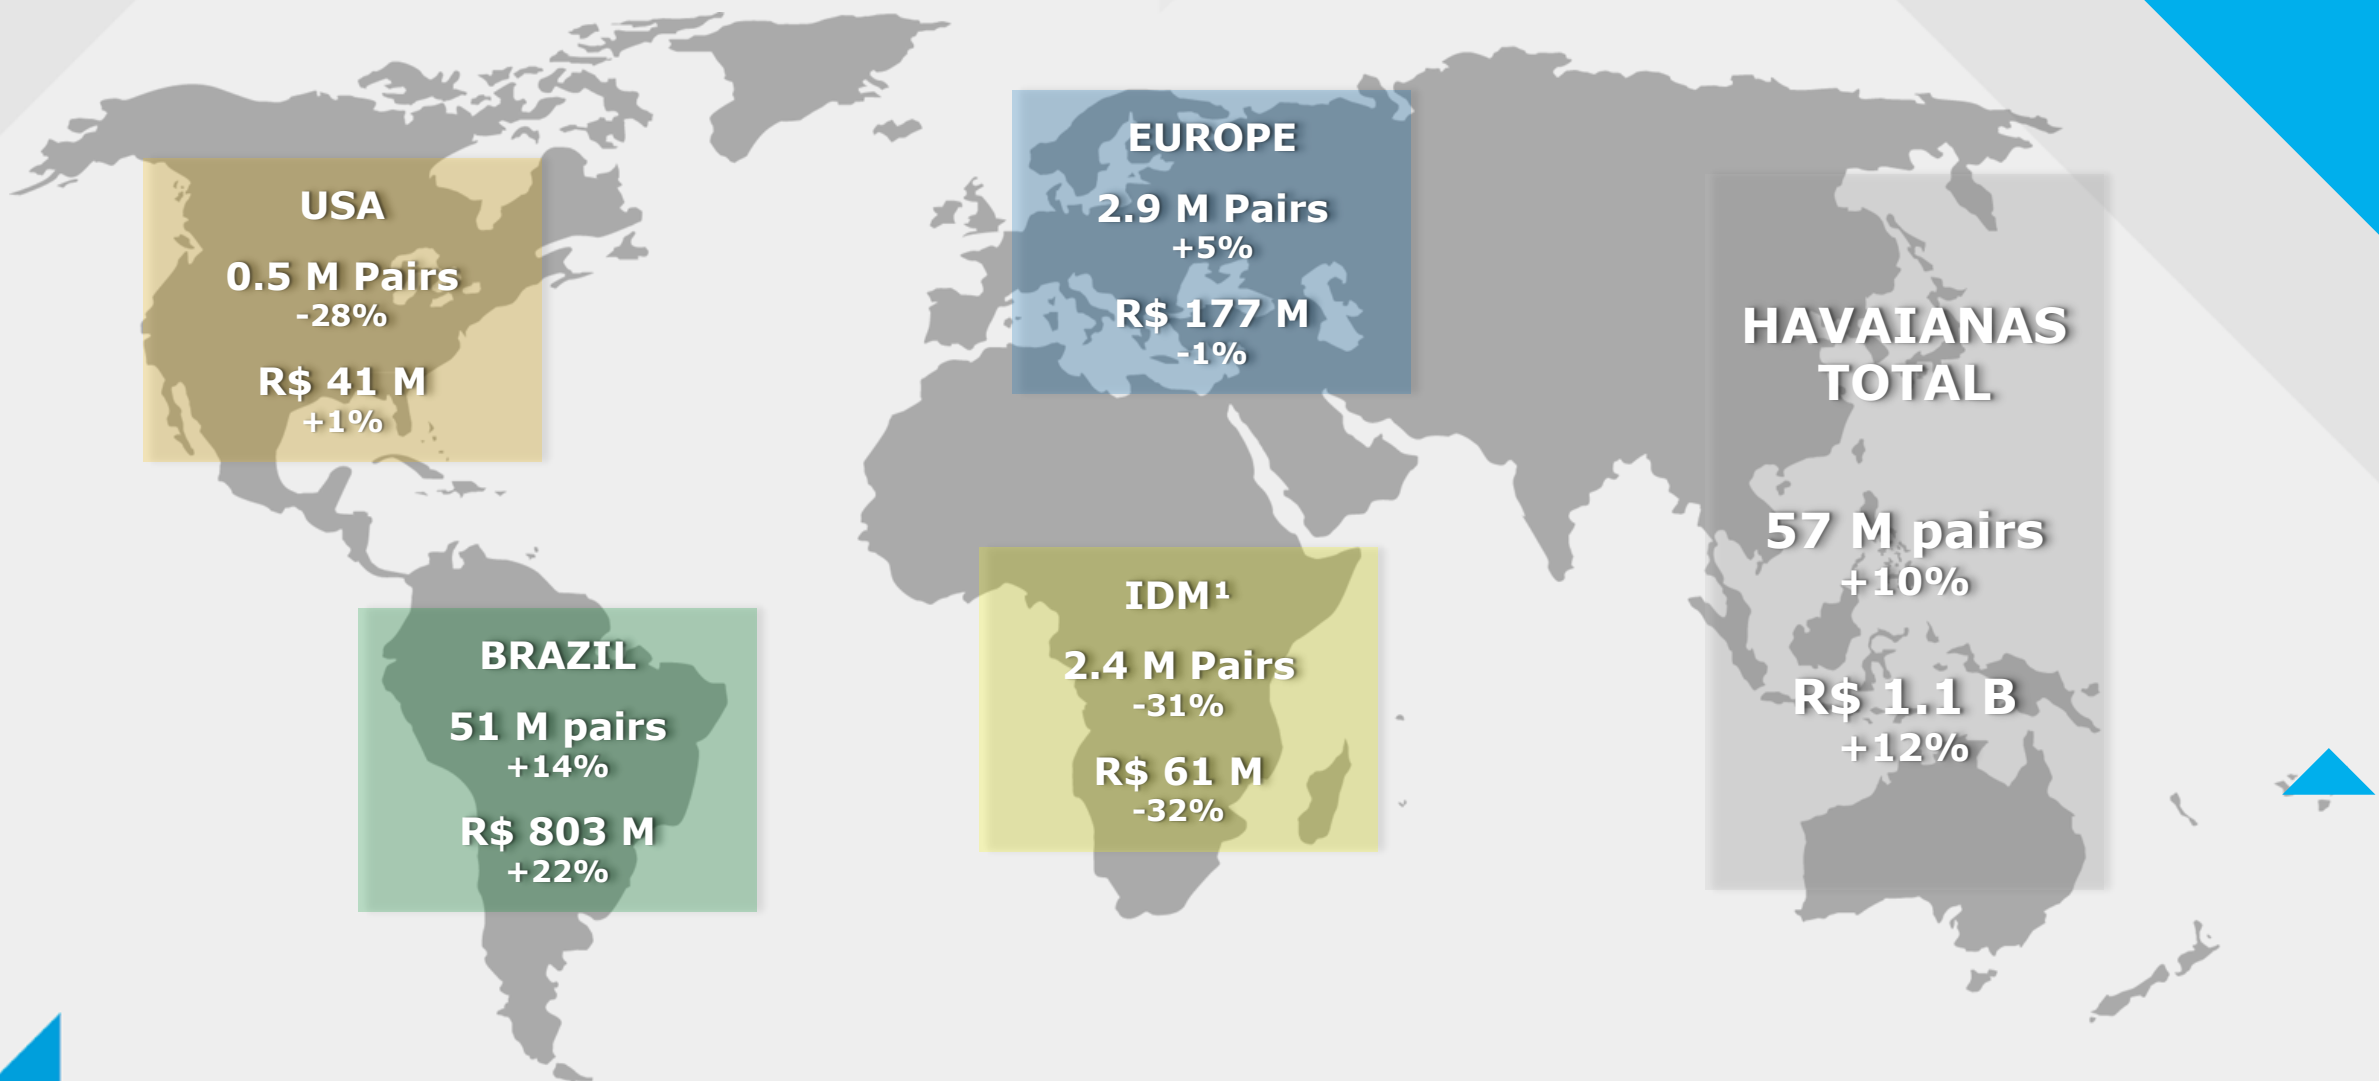 USA
0.5 M Pairs
-28%
R$ 41 M
+1%
EUROPE
2.9 M Pairs
+5%
R$ 177 M
-1%
BRAZIL
51 M pairs
+14%
R$ 803 M
+22%
IDM¹
2.4 M Pairs
-31%
R$ 61 M
-32%
HAVAIANAS
TOTAL
57 M pairs
+10%
R$ 1.1 B
+12%